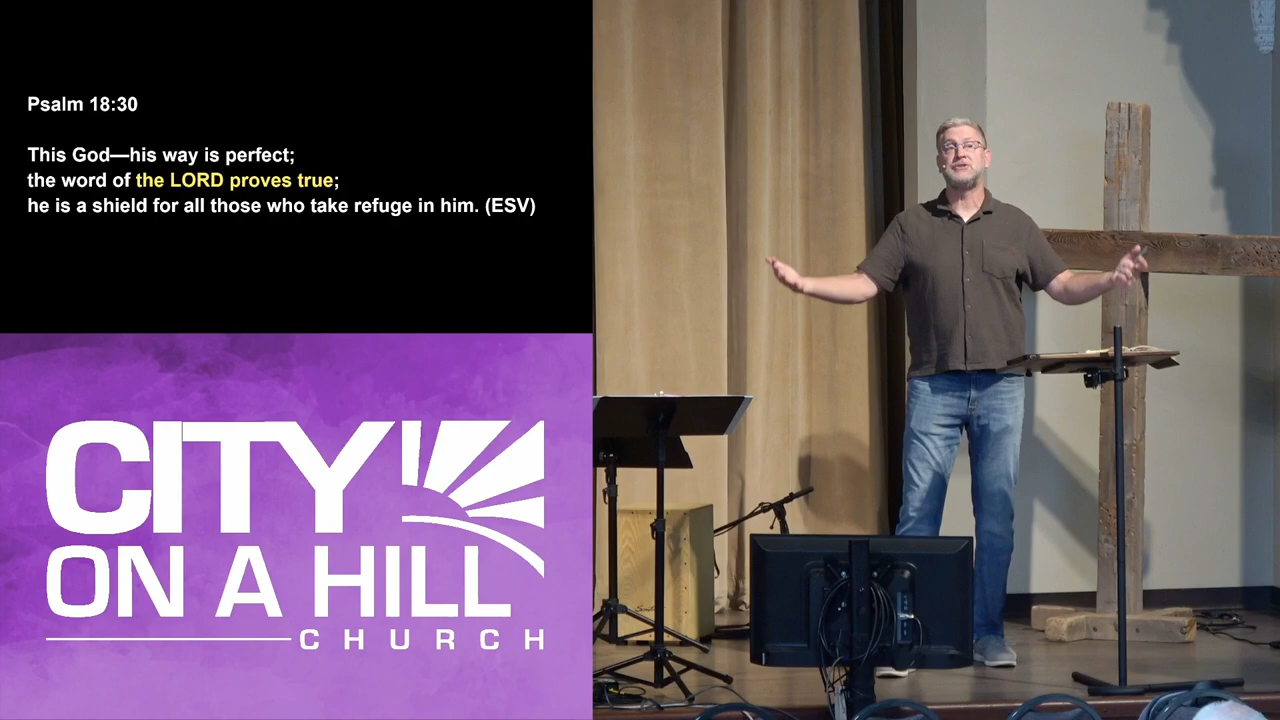 Psalm 18:30
This God—his way is perfect;
the word of the LORD proves true;
he is a shield for all those who take refuge in him. (ESV)
CITY
ON A HILL
CHURCH